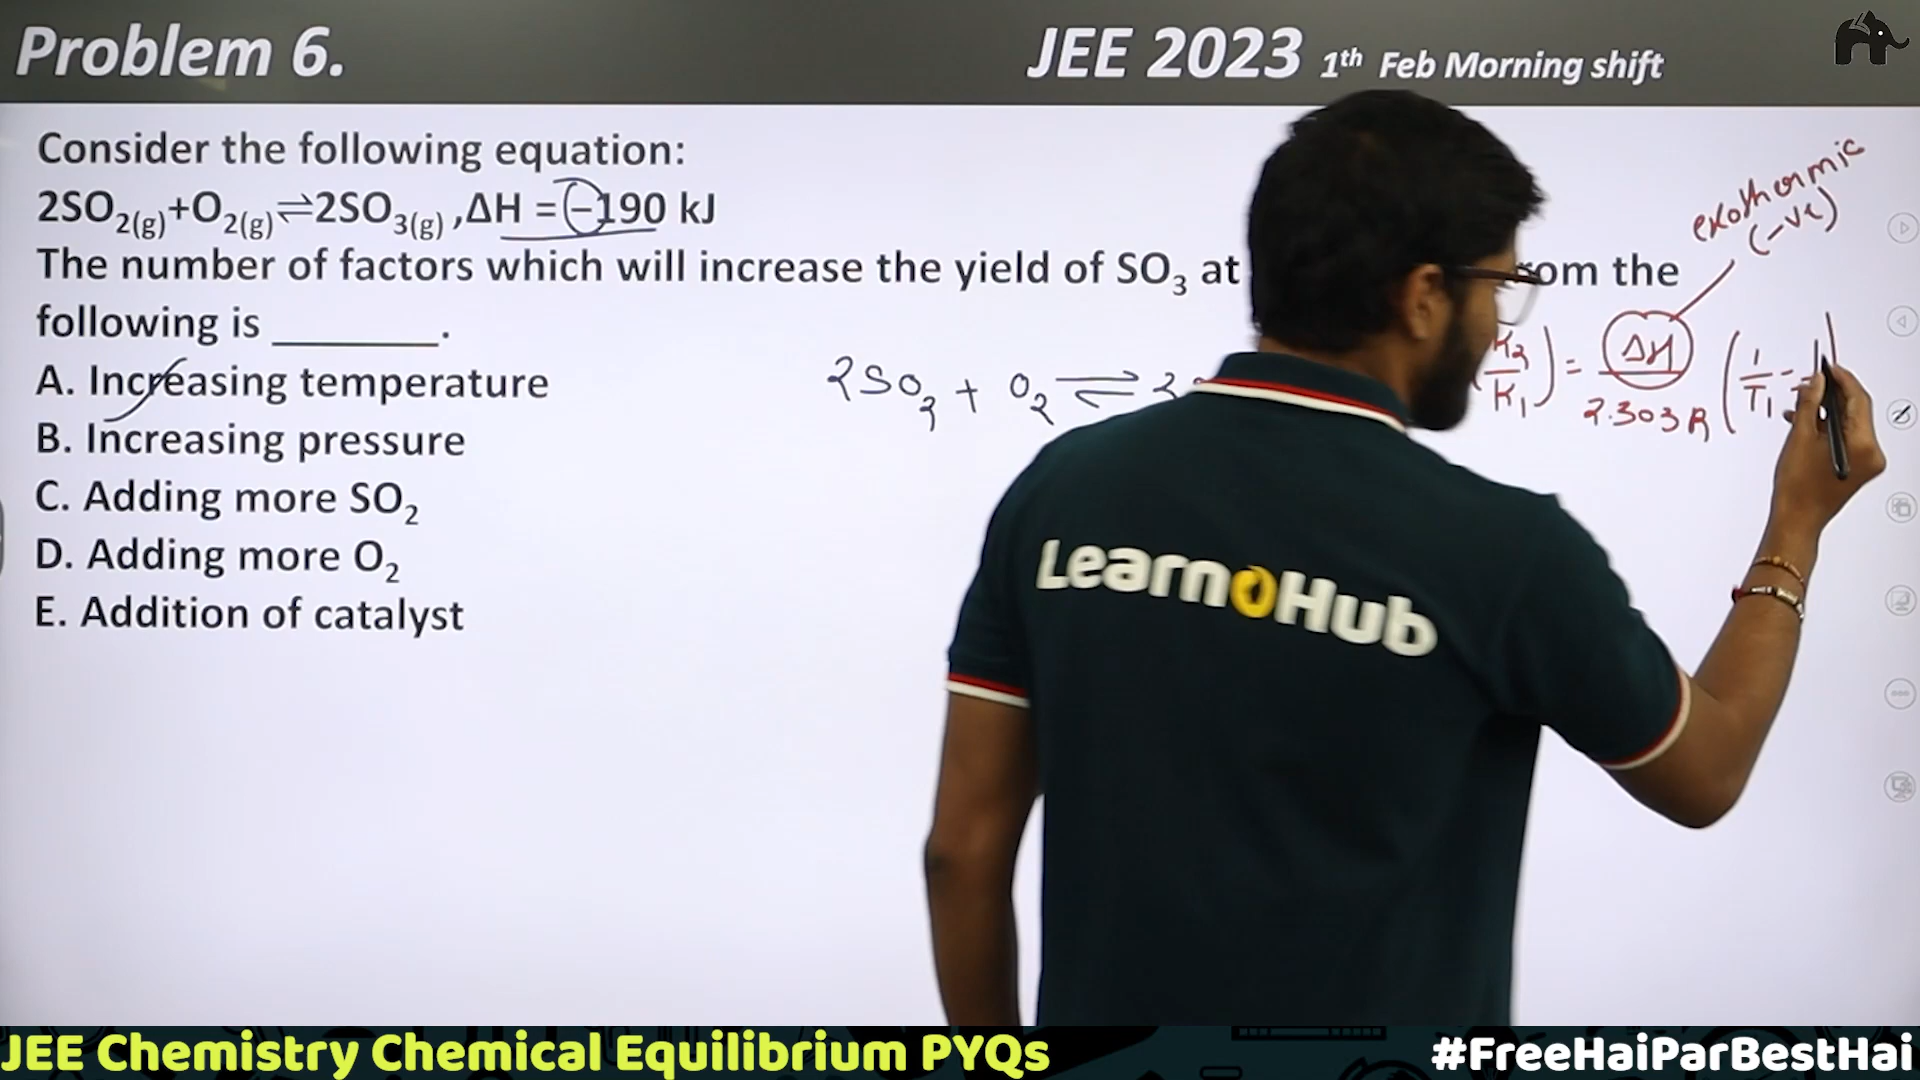 Problem 6.
JEE 2023 1th Feb Morning shift
Consider the following equation:
2SO2(g)+O2(g)⇌2SO3(g) ,ΔH = −190 kJ
The number of factors which will increase the yield of SO3 at om the
following is _______.
A. Increasing temperature
B. Increasing pressure
C. Adding more SO2
D. Adding more O2
E. Addition of catalyst
exothermic
(-ve)
2SO2 + O2 ⇌ 2
K2/K1) = ΔH/2.303R (1/T1 -
LearnoHub
JEE Chemistry Chemical Equilibrium PYQs
#FreeHaiParBestHai